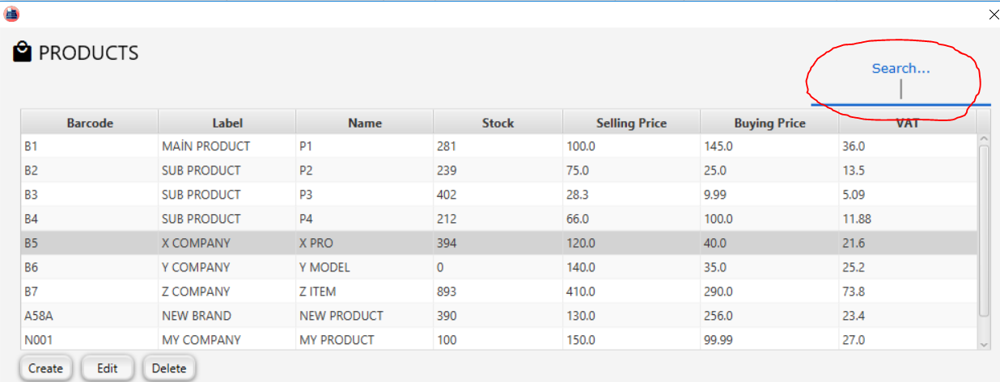 PRODUCTS
Search...
Barcode Label Name Stock Selling Price Buying Price VAT
B1 MAİN PRODUCT P1 281 100.0 145.0 36.0
B2 SUB PRODUCT P2 239 75.0 25.0 13.5
B3 SUB PRODUCT P3 402 28.3 9.99 5.09
B4 SUB PRODUCT P4 212 66.0 100.0 11.88
B5 X COMPANY X PRO 394 120.0 40.0 21.6
B6 Y COMPANY Y MODEL 0 140.0 35.0 25.2
B7 Z COMPANY Z ITEM 893 410.0 290.0 73.8
A58A NEW BRAND NEW PRODUCT 390 130.0 256.0 23.4
N001 MY COMPANY MY PRODUCT 100 150.0 99.99 27.0
Create Edit Delete